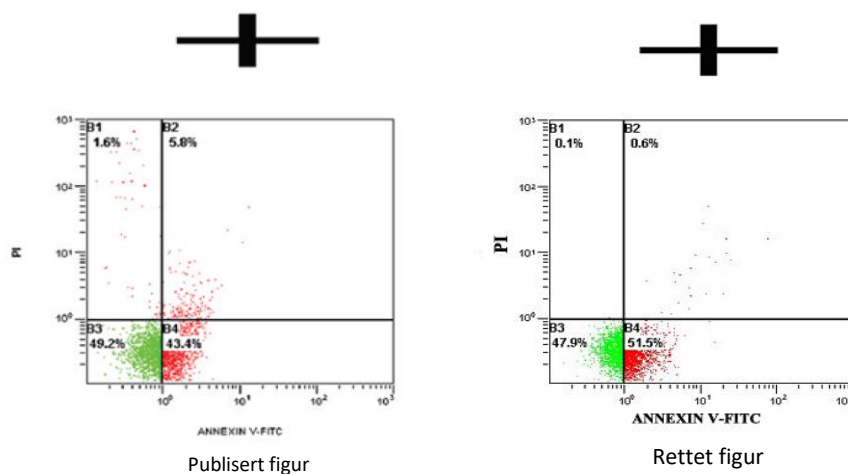 10³
B1
1.6%
B2
5.8%
10²
PI
10¹
10⁰
B3
49.2%
B4
43.4%
10⁰
10¹
10²
10³
ANNEXIN V-FITC
Publisert figur
10³
B1
0.1%
B2
0.6%
10²
PI
10¹
10⁰
B3
47.9%
B4
51.5%
10⁰
10¹
10²
ANNEXIN V-FITC
Rettet figur